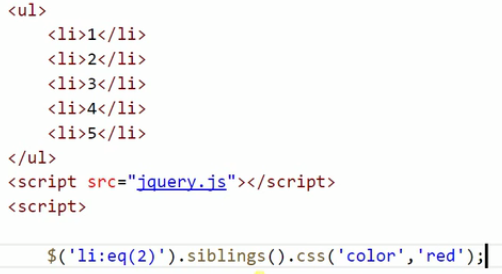 <ul>
    <li>1</li>
    <li>2</li>
    <li>3</li>
    <li>4</li>
    <li>5</li>
</ul>
<script src="jquery.js"></script>
<script>
    $('li:eq(2)').siblings().css('color','red');